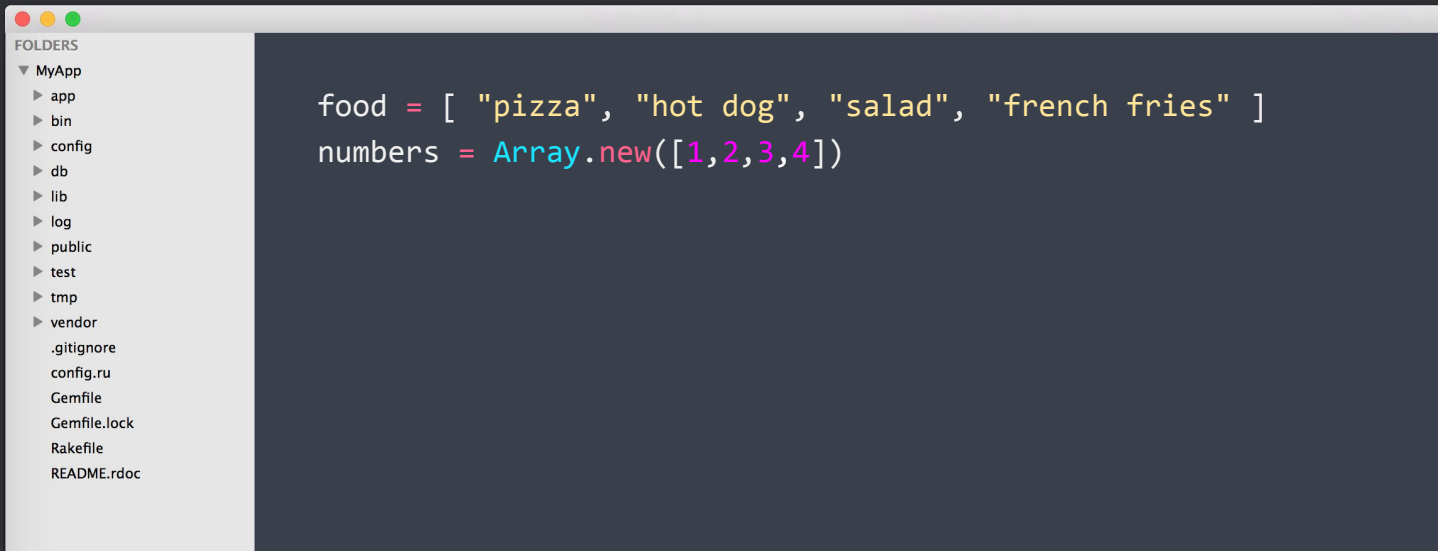 FOLDERS
MyApp
app
bin
config
db
lib
log
public
test
tmp
vendor
.gitignore
config.ru
Gemfile
Gemfile.lock
Rakefile
README.rdoc
food = [ "pizza", "hot dog", "salad", "french fries" ]
numbers = Array.new([1,2,3,4])